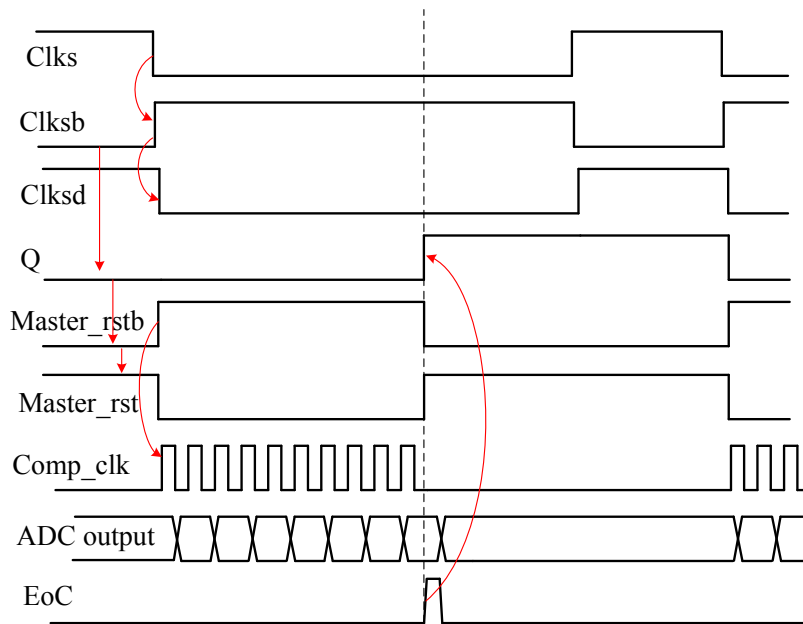 Clks
Clksb
Clksd
Q
Master_rstb
Master_rst
Comp_clk
ADC output
EoC